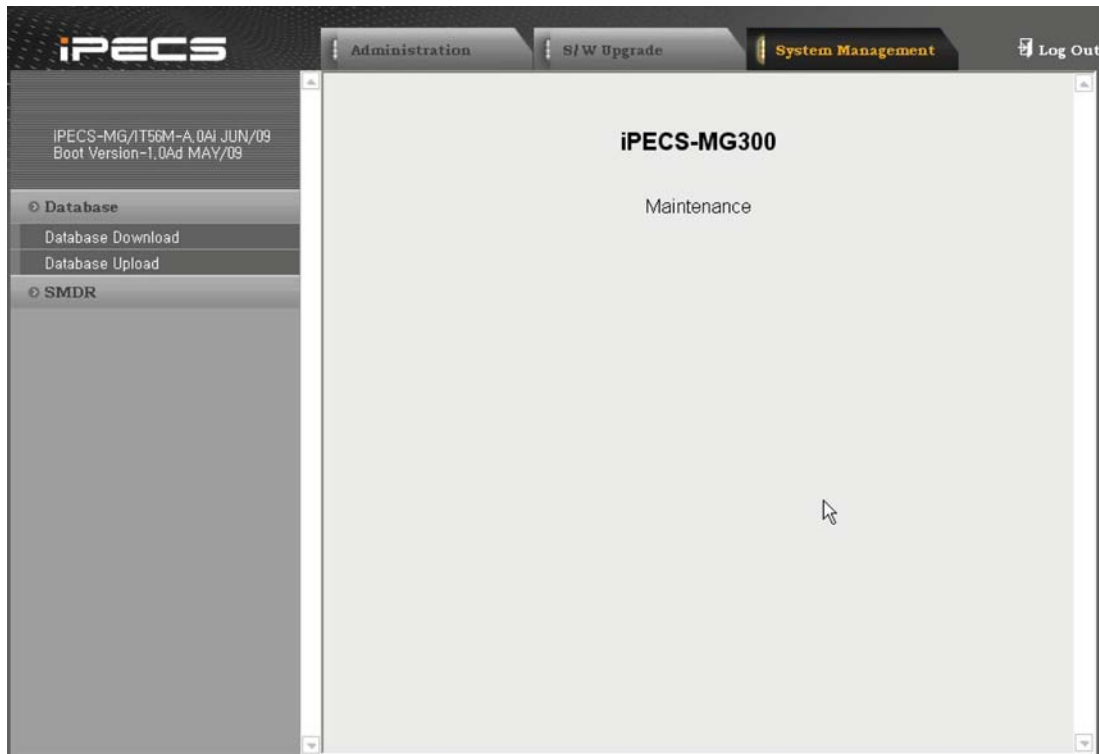 iPECS
Administration
S/W Upgrade
System Management
Log Out
iPECS-MG/IT56M-A,0Ai JUN/09
Boot Version-1,0Ad MAY/09
Database
Database Download
Database Upload
SMDR
iPECS-MG300
Maintenance